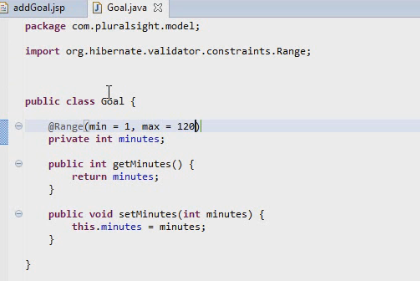 addGoal.jsp Goal.java
package com.pluralsight.model;
import org.hibernate.validator.constraints.Range;
public class Goal {
@Range(min = 1, max = 120)
private int minutes;
public int getMinutes() {
return minutes;
}
public void setMinutes(int minutes) {
this.minutes = minutes;
}
}